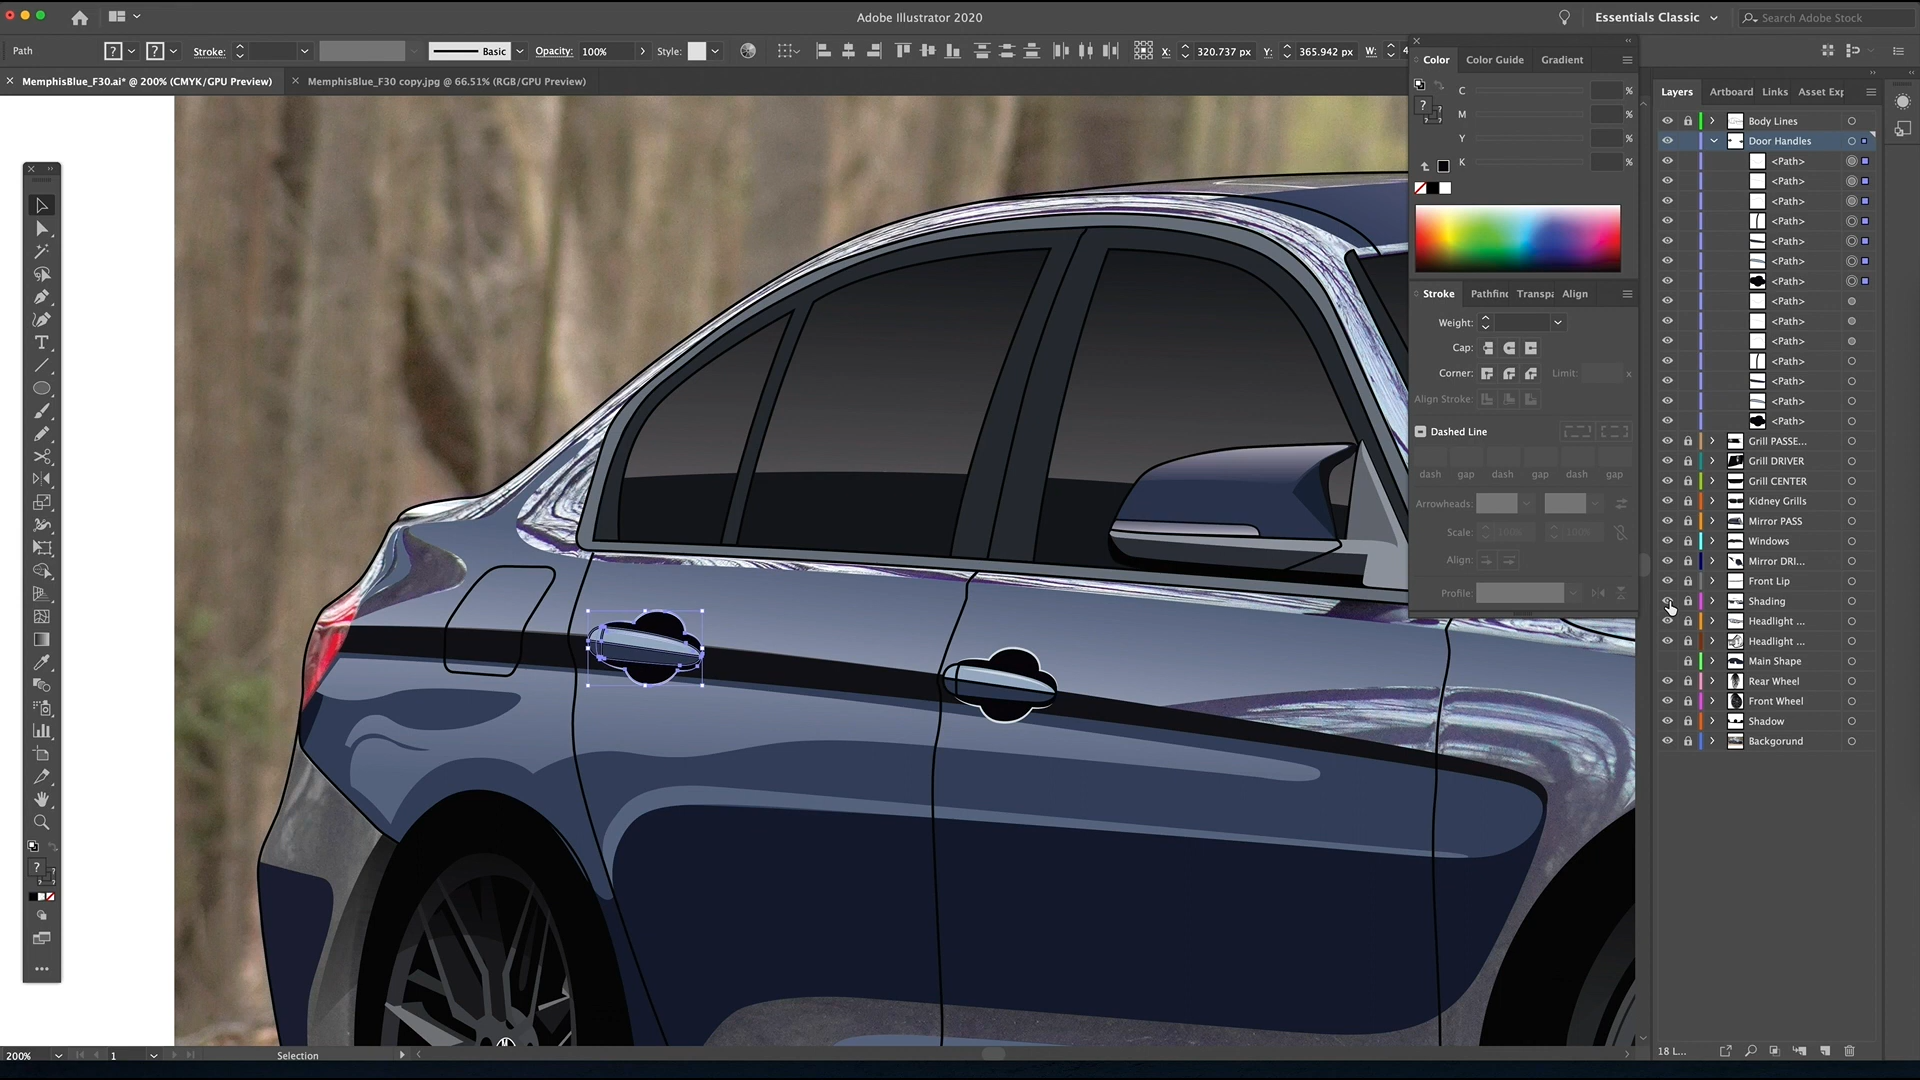 Adobe Illustrator 2020
Essentials Classic
Search Adobe Stock
Path
?
?
Stroke:
Basic
Opacity:
100%
Style:
X:
320.737 px
Y:
365.942 px
W:
4
MemphisBlue_F30.ai* @ 200% (CMYK/GPU Preview)
MemphisBlue_F30 copy.jpg @ 66.51% (RGB/GPU Preview)
Color
Color Guide
Gradient
C
%
M
%
Y
%
K
%
?
?
Stroke
Pathfinc
Transpa
Align
Weight:
Cap:
Corner:
Limit:
x
Align Stroke:
Dashed Line
dash
gap
dash
gap
dash
gap
Arrowheads:
Scale:
100%
100%
Align:
Profile:
Layers
Artboard
Links
Asset Exp
Body Lines
Door Handles
<Path>
<Path>
<Path>
<Path>
<Path>
<Path>
<Path>
<Path>
<Path>
<Path>
<Path>
<Path>
<Path>
<Path>
Grill PASSE...
Grill DRIVER
Grill CENTER
Kidney Grills
Mirror PASS
Windows
Mirror DRI...
Front Lip
Shading
Headlight ...
Headlight ...
Main Shape
Rear Wheel
Front Wheel
Shadow
Backgorund
18 L...
?
?
200%
1
Selection